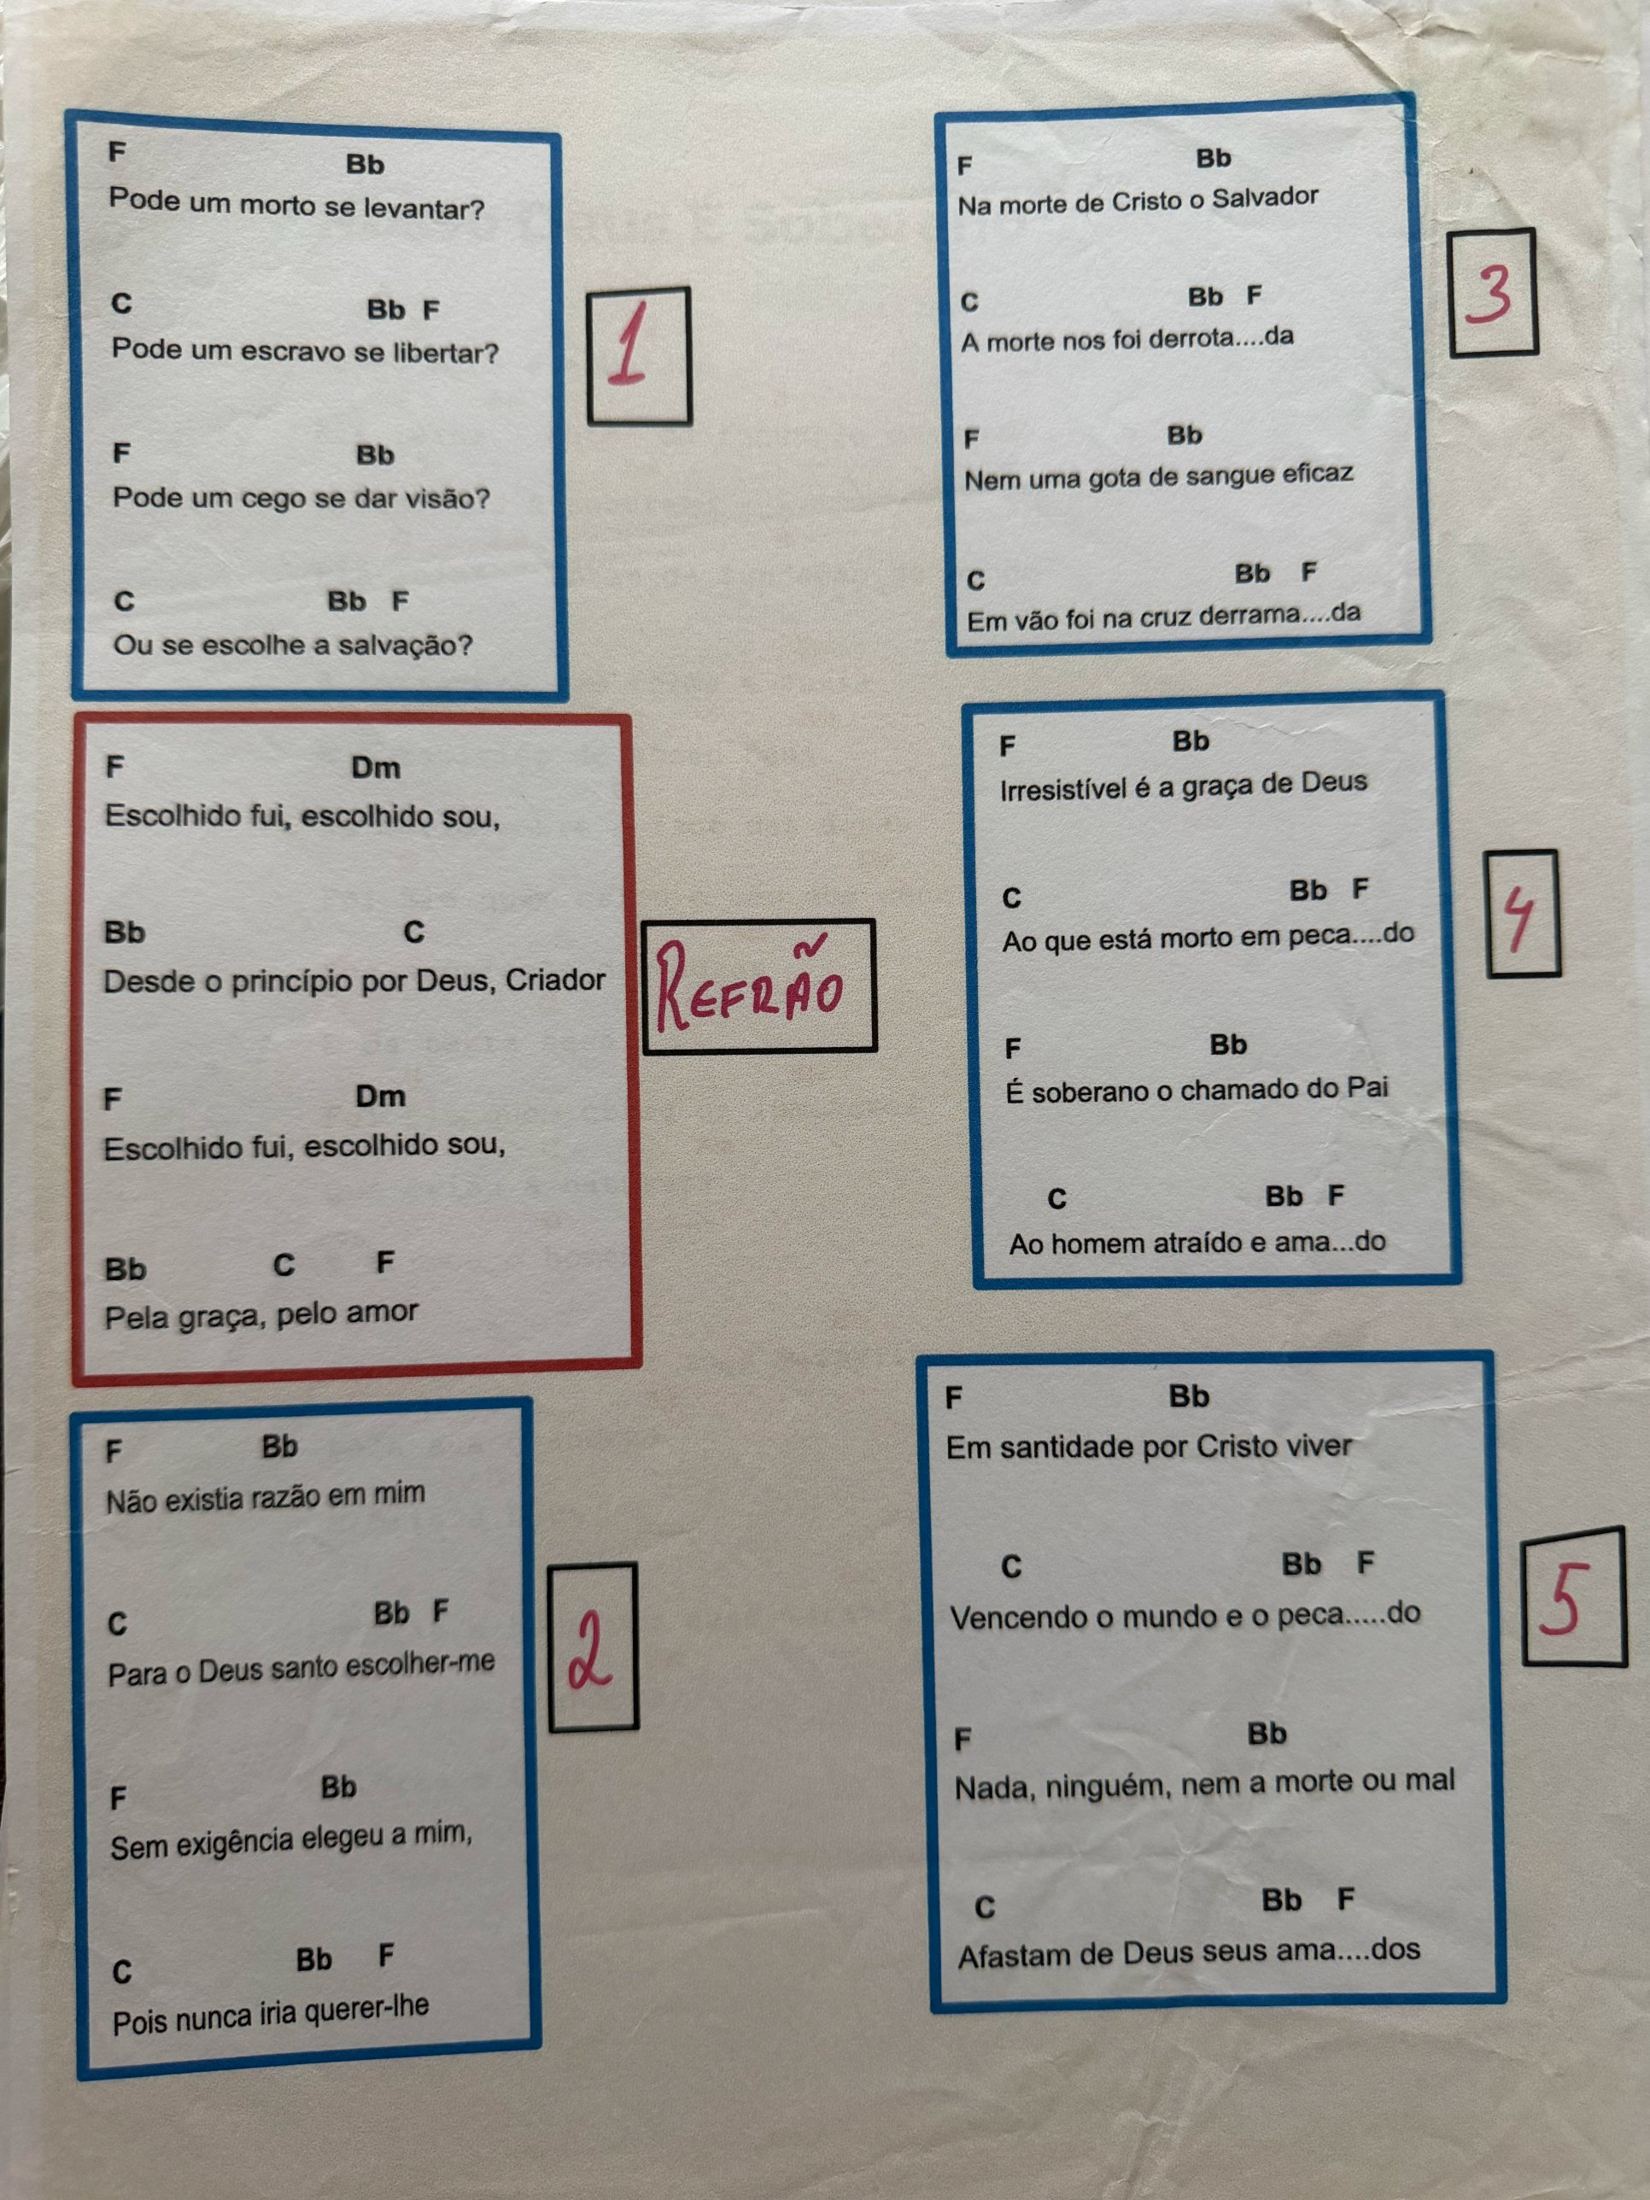 F Bb
Pode um morto se levantar?
C Bb F
Pode um escravo se libertar?
F Bb
Pode um cego se dar visão?
C Bb F
Ou se escolhe a salvação?
1
F Dm
Escolhido fui, escolhido sou,
Bb C
Desde o princípio por Deus, Criador
F Dm
Escolhido fui, escolhido sou,
Bb C F
Pela graça, pelo amor
REFRÃO
F Bb
Não existia razão em mim
C Bb F
Para o Deus santo escolher-me
F Bb
Sem exigência elegeu a mim,
C Bb F
Pois nunca iria querer-lhe
2
F Bb
Na morte de Cristo o Salvador
C Bb F
A morte nos foi derrota....da
F Bb
Nem uma gota de sangue eficaz
C Bb F
Em vão foi na cruz derrama....da
3
F Bb
Irresistível é a graça de Deus
C Bb F
Ao que está morto em peca....do
F Bb
É soberano o chamado do Pai
C Bb F
Ao homem atraído e ama...do
4
F Bb
Em santidade por Cristo viver
C Bb F
Vencendo o mundo e o peca.....do
F Bb
Nada, ninguém, nem a morte ou mal
C Bb F
Afastam de Deus seus ama....dos
5